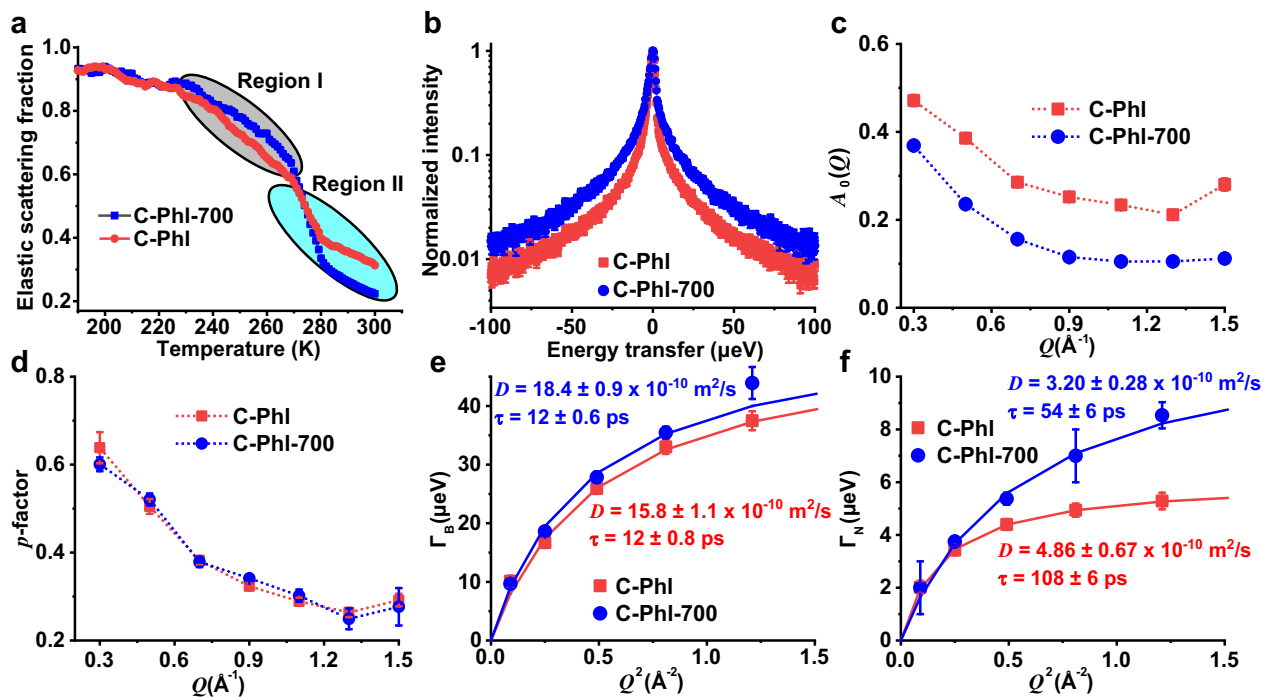 a
Elastic scattering fraction
1.0
0.8
0.6
0.4
0.2
Region I
Region II
C-PhI-700
C-PhI
200 220 240 260 280 300
Temperature (K)
b
Normalized intensity
1
0.1
0.01
C-PhI
C-PhI-700
-100 -50 0 50 100
Energy transfer (µeV)
c
A0(Q)
0.6
0.4
0.2
0.0
C-PhI
C-PhI-700
0.3 0.6 0.9 1.2 1.5
Q(Å-1)
d
p-factor
0.8
0.6
0.4
0.2
C-PhI
C-PhI-700
0.3 0.6 0.9 1.2 1.5
Q(Å-1)
e
ΓB (µeV)
40
30
20
10
0
D = 18.4 ± 0.9 x 10-10 m2/s
τ = 12 ± 0.6 ps
D = 15.8 ± 1.1 x 10-10 m2/s
τ = 12 ± 0.8 ps
C-PhI
C-PhI-700
0.0 0.5 1.0 1.5
Q2(Å-2)
f
ΓN (µeV)
10
8
6
4
2
0
D = 3.20 ± 0.28 x 10-10 m2/s
τ = 54 ± 6 ps
C-PhI
C-PhI-700
D = 4.86 ± 0.67 x 10-10 m2/s
τ = 108 ± 6 ps
0.0 0.5 1.0 1.5
Q2(Å-2)